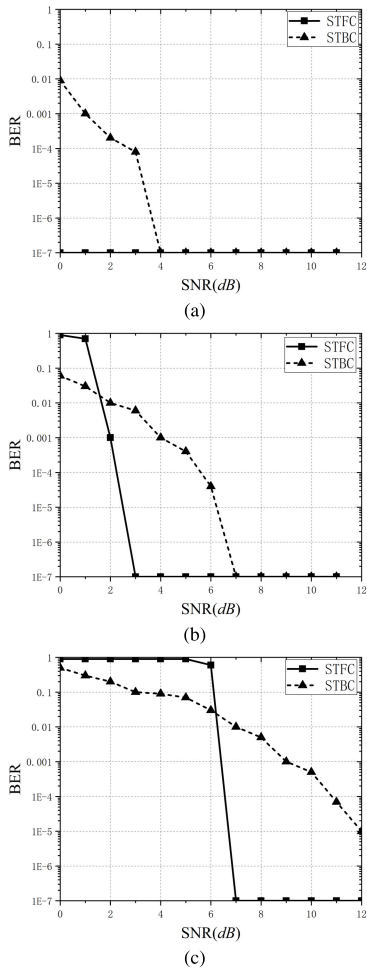 1
0.1
0.01
0.001
1E-4
1E-5
1E-6
1E-7
BER
STFC
STBC
0 2 4 6 8 10 12
SNR(dB)
(a)
1
0.1
0.01
0.001
1E-4
1E-5
1E-6
1E-7
BER
STFC
STBC
0 2 4 6 8 10 12
SNR(dB)
(b)
1
0.1
0.01
0.001
1E-4
1E-5
1E-6
1E-7
BER
STFC
STBC
0 2 4 6 8 10 12
SNR(dB)
(c)